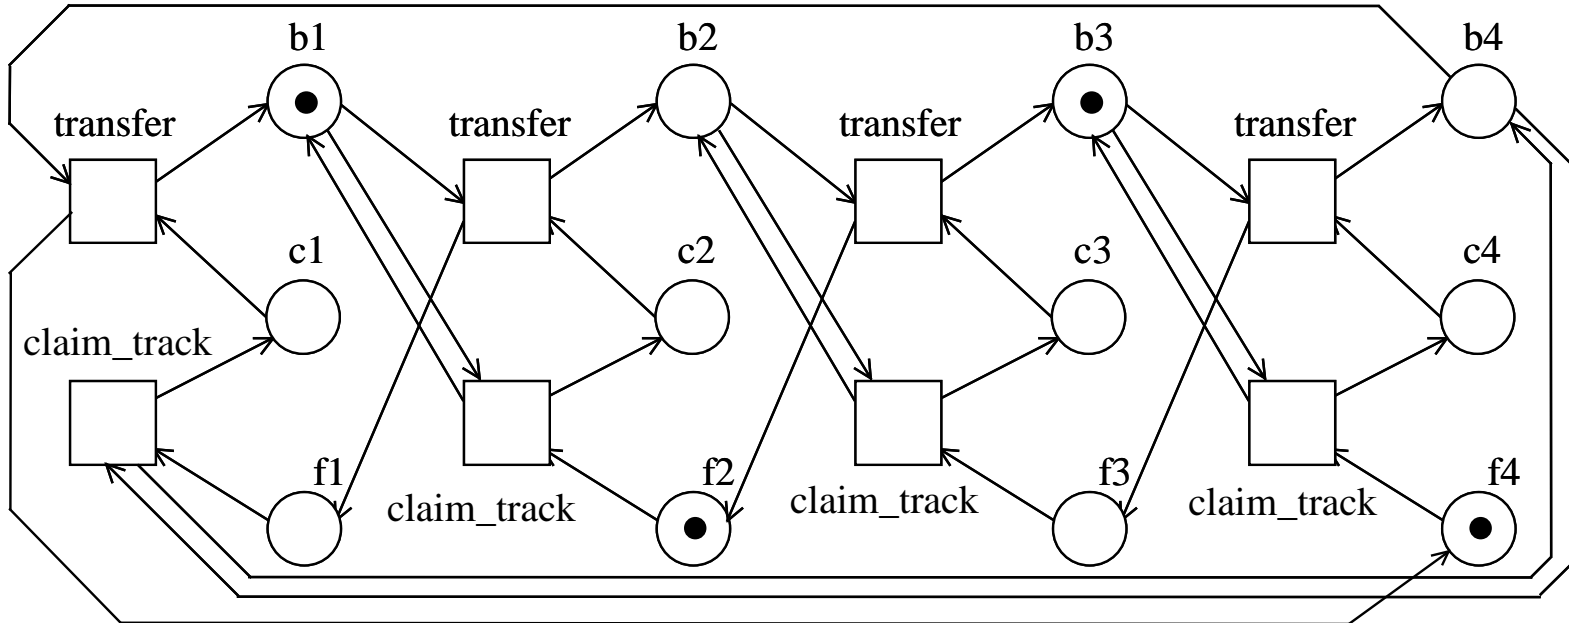 b1
b2
b3
b4
transfer
transfer
transfer
transfer
c1
c2
c3
c4
claim_track
f1
f2
f3
f4
claim_track
claim_track
claim_track